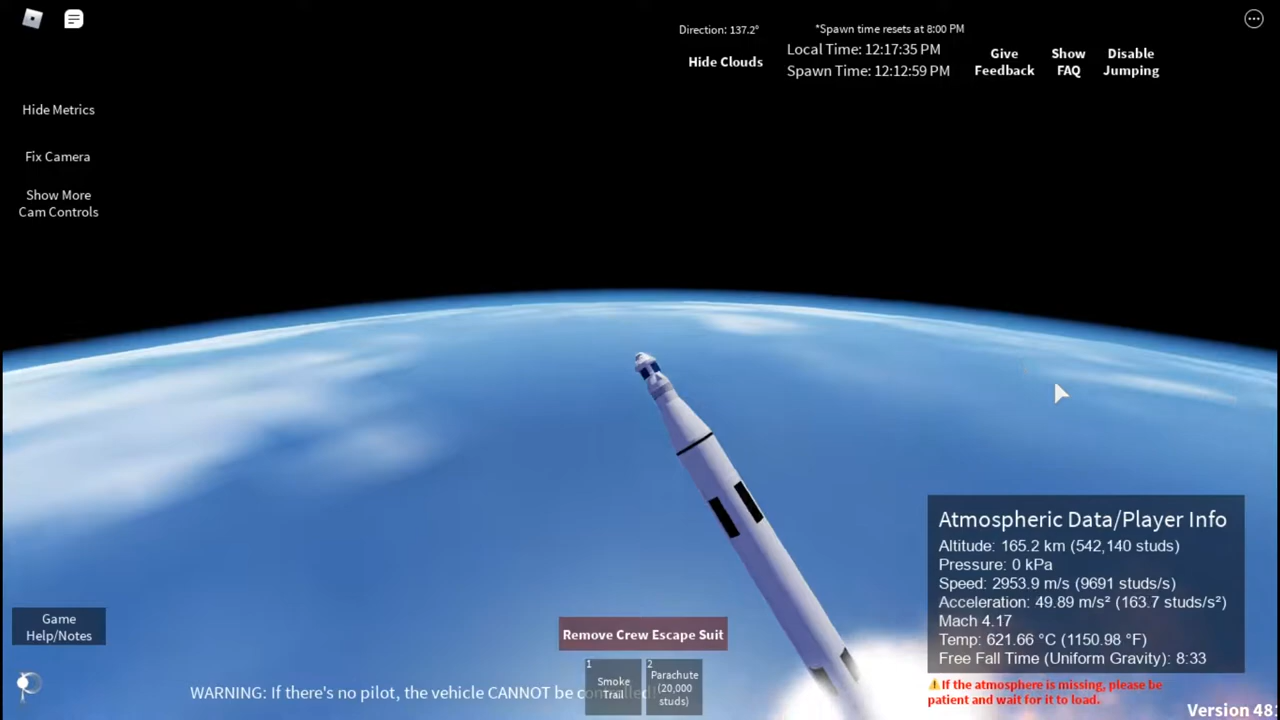 Direction: 137.2°
*Spawn time resets at 8:00 PM
Hide Clouds
Local Time: 12:17:35 PM
Spawn Time: 12:12:59 PM
Give
Feedback
Show
FAQ
Disable
Jumping
Hide Metrics
Fix Camera
Show More
Cam Controls
Atmospheric Data/Player Info
Altitude: 165.2 km (542,140 studs)
Pressure: 0 kPa
Speed: 2953.9 m/s (9691 studs/s)
Acceleration: 49.89 m/s² (163.7 studs/s²)
Mach 4.17
Temp: 621.66 °C (1150.98 °F)
Free Fall Time (Uniform Gravity): 8:33
⚠️If the atmosphere is missing, please be
patient and wait for it to load.
Game
Help/Notes
Remove Crew Escape Suit
1
Smoke
Trail
2
Parachute
(20,000
studs)
WARNING: If there's no pilot, the vehicle CANNOT be
Version 48